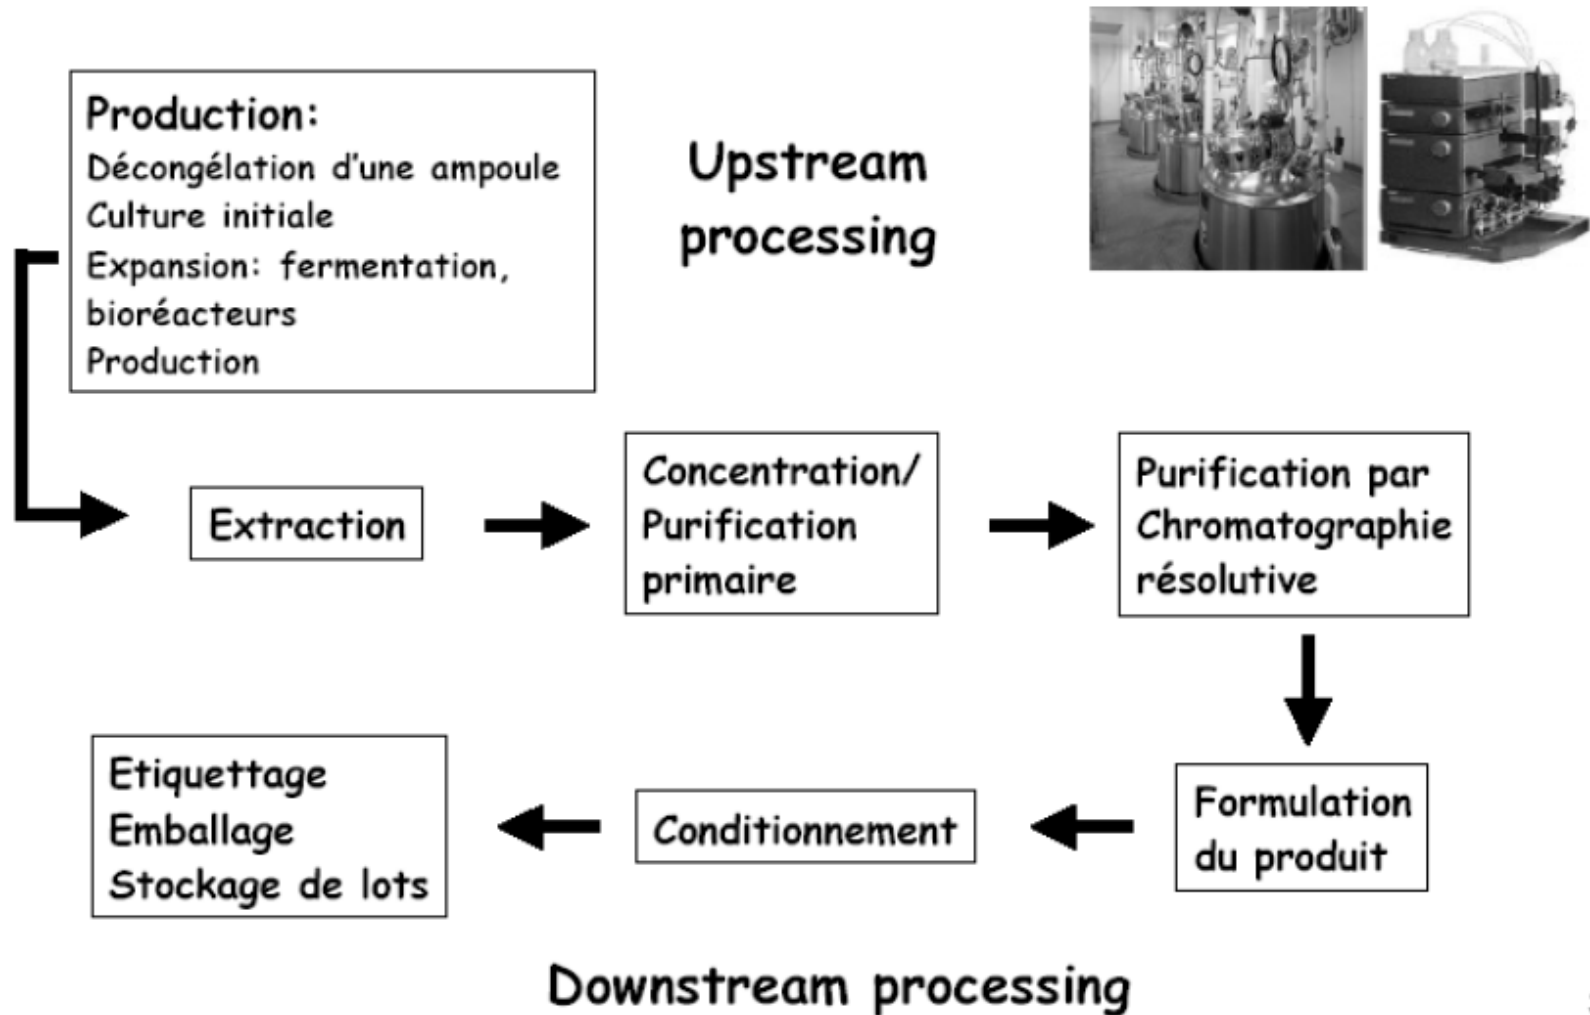 Production:
Décongélation d'une ampoule
Culture initiale
Expansion: fermentation,
bioréacteurs
Production
Upstream
processing
Extraction
Concentration/
Purification
primaire
Purification par
Chromatographie
résolutive
Formulation
du produit
Conditionnement
Etiquettage
Emballage
Stockage de lots
Downstream processing